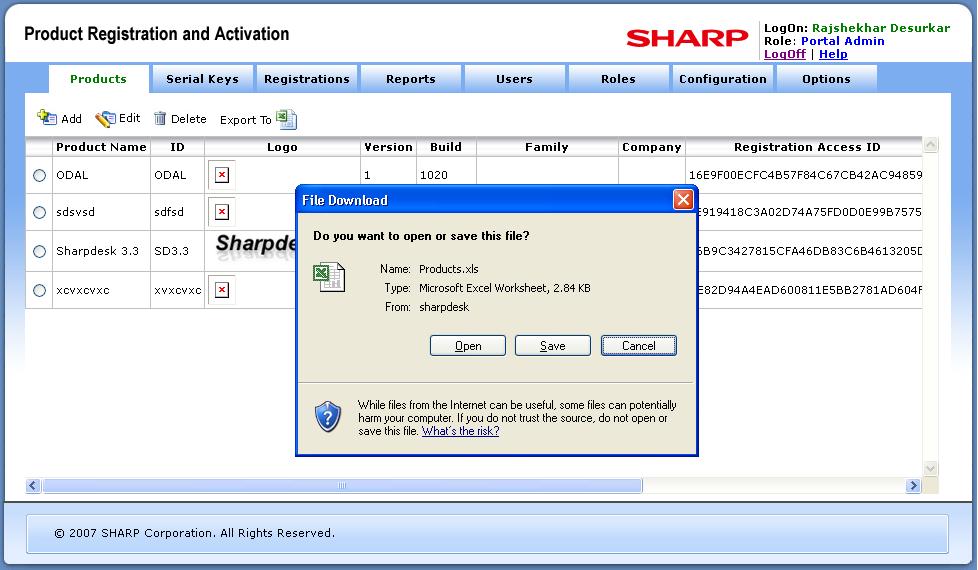 Product Registration and Activation
SHARP
LogOn: Rajshekhar Desurkar
Role: Portal Admin
LogOff | Help
Products Serial Keys Registrations Reports Users Roles Configuration Options
Add Edit Delete Export To
Product Name ID Logo Version Build Family Company Registration Access ID
ODAL ODAL 1 1020 16E9F00ECFC4B57F84C67CB42AC94859
sdsvsd sdfsd E919418C3A02D74A75FD0D0E99B7575
Sharpdesk 3.3 SD3.3 Sharpde 5B9C3427815CFA46DB83C6B4613205D
xcvxcvxc xvxcvxc E82D94A4EAD600811E5BB2781AD604F
File Download
Do you want to open or save this file?
Name: Products.xls
Type: Microsoft Excel Worksheet, 2.84 KB
From: sharpdesk
Open Save Cancel
While files from the Internet can be useful, some files can potentially
harm your computer. If you do not trust the source, do not open or
save this file. What's the risk?
© 2007 SHARP Corporation. All Rights Reserved.